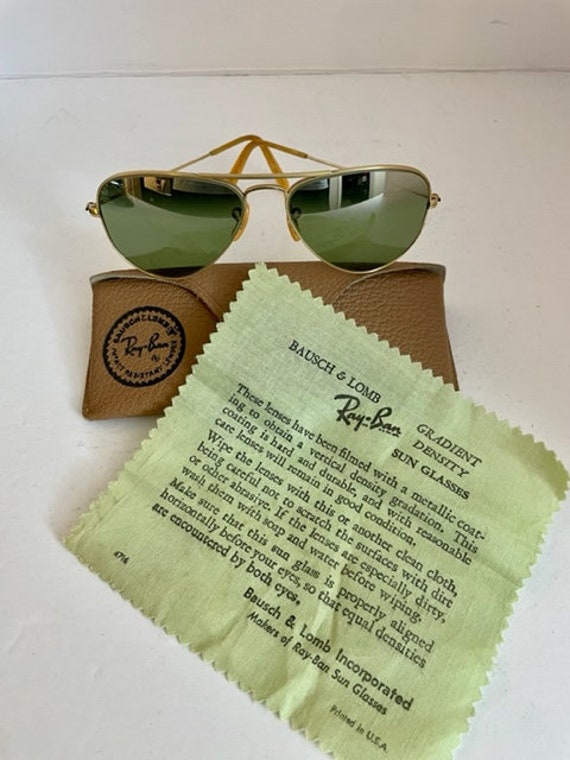 BAUSCH & LOMB
Ray-Ban
IMPACT RESISTANT LENSES
BAUSCH & LOMB
Ray-Ban
GRADIENT
DENSITY
SUN GLASSES
These lenses have been filmed with a metallic coat-
ing to obtain a vertical density gradation. This
coating is hard and durable, and with reasonable
care lenses will remain in good condition.
Wipe the lenses with this or another clean cloth,
being careful not to scratch the surfaces with dirt
or other abrasive. If the lenses are especially dirty,
wash them with soap and water before wiping.
Make sure that this sun glass is properly aligned
horizontally before your eyes, so that equal densities
are encountered by both eyes.
Bausch & Lomb Incorporated
Makers of Ray-Ban Sun Glasses
Printed in U.S.A.